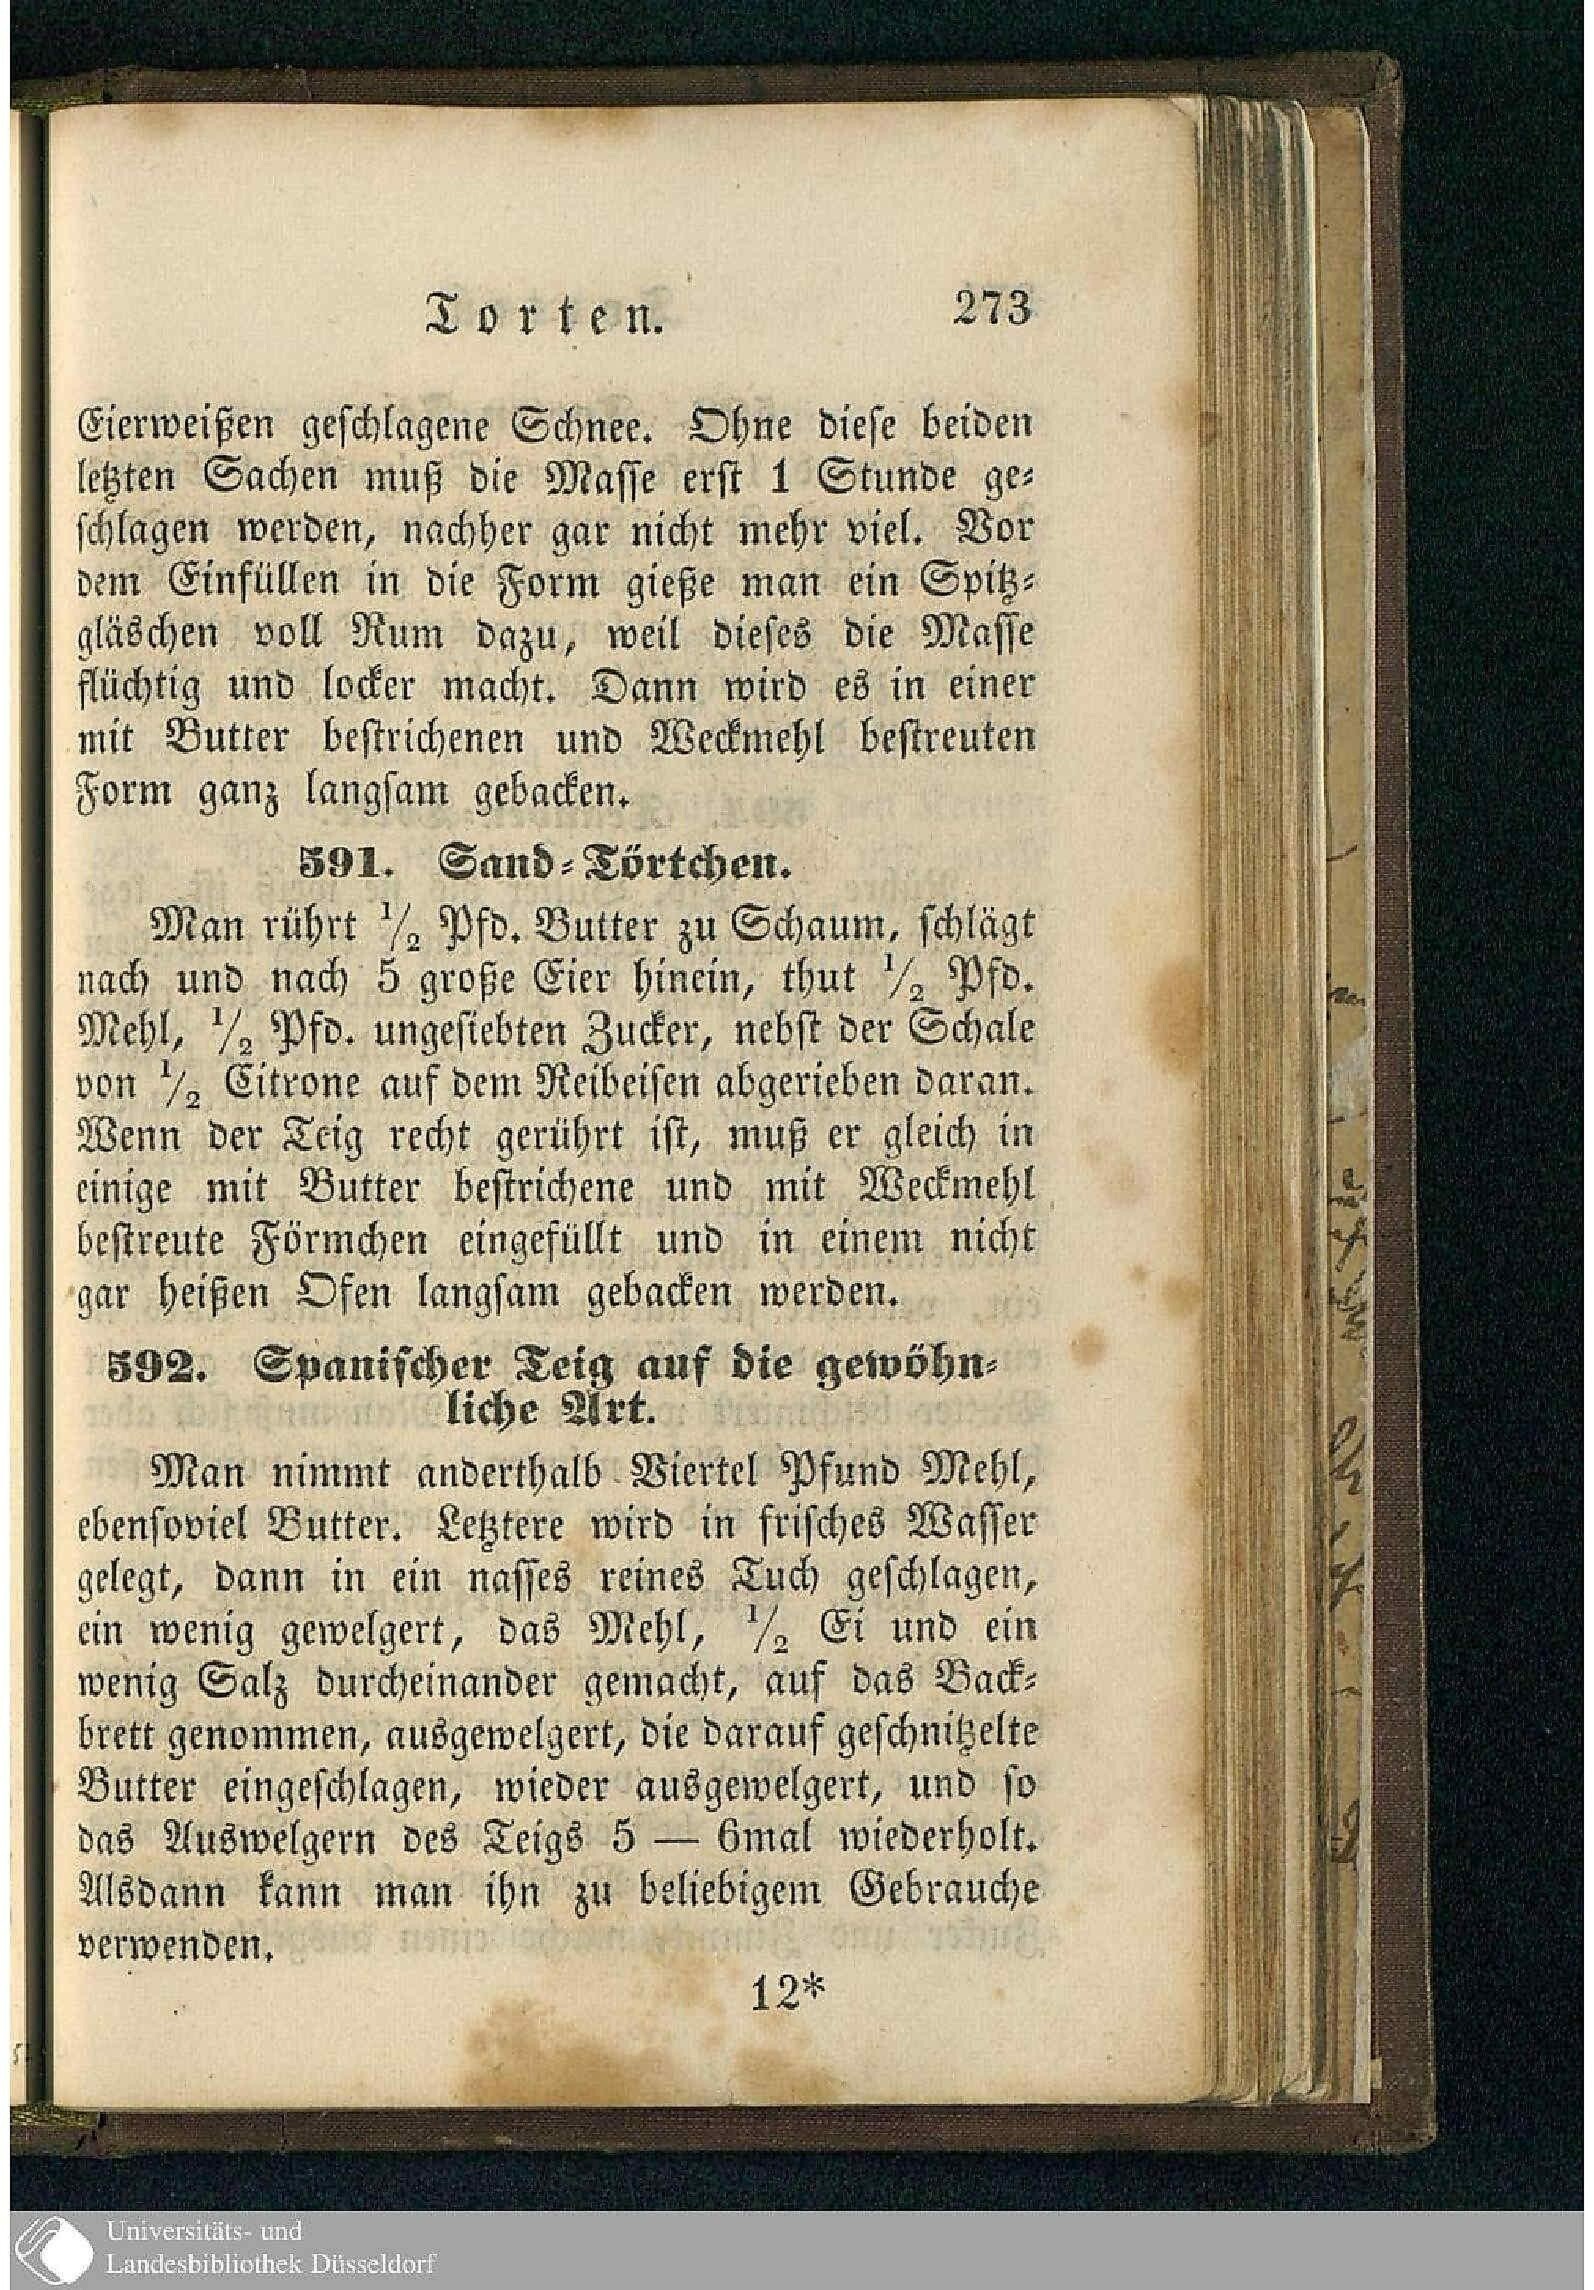 Torten. 273
Eierweißen geschlagene Schnee. Ohne diese beiden
letzten Sachen muß die Masse erst 1 Stunde ge-
schlagen werden, nachher gar nicht mehr viel. Vor
dem Einfüllen in die Form gieße man ein Spitz-
gläschen voll Rum dazu, weil dieses die Masse
flüchtig und locker macht. Dann wird es in einer
mit Butter bestrichenen und Weckmehl bestreuten
Form ganz langsam gebacken.
591. Sand-Törtchen.
Man rührt 1/2 Pfd. Butter zu Schaum, schlägt
nach und nach 5 große Eier hinein, thut 1/2 Pfd.
Mehl, 1/2 Pfd. ungesiebten Zucker, nebst der Schale
von 1/2 Citrone auf dem Reibeisen abgerieben daran.
Wenn der Teig recht gerührt ist, muß er gleich in
einige mit Butter bestrichene und mit Weckmehl
bestreute Förmchen eingefüllt und in einem nicht
gar heißen Ofen langsam gebacken werden.
592. Spanischer Teig auf die gewöhn-
liche Art.
Man nimmt anderthalb Viertel Pfund Mehl,
ebensoviel Butter. Letztere wird in frisches Wasser
gelegt, dann in ein nasses reines Tuch geschlagen,
ein wenig gewelgert, das Mehl, 1/2 Ei und ein
wenig Salz durcheinander gemacht, auf das Back-
brett genommen, ausgewelgert, die darauf geschnitzelte
Butter eingeschlagen, wieder ausgewelgert, und so
das Auswelgern des Teigs 5 — 6mal wiederholt.
Alsdann kann man ihn zu beliebigem Gebrauche
verwenden.
12*
Universitäts- und
Landesbibliothek Düsseldorf